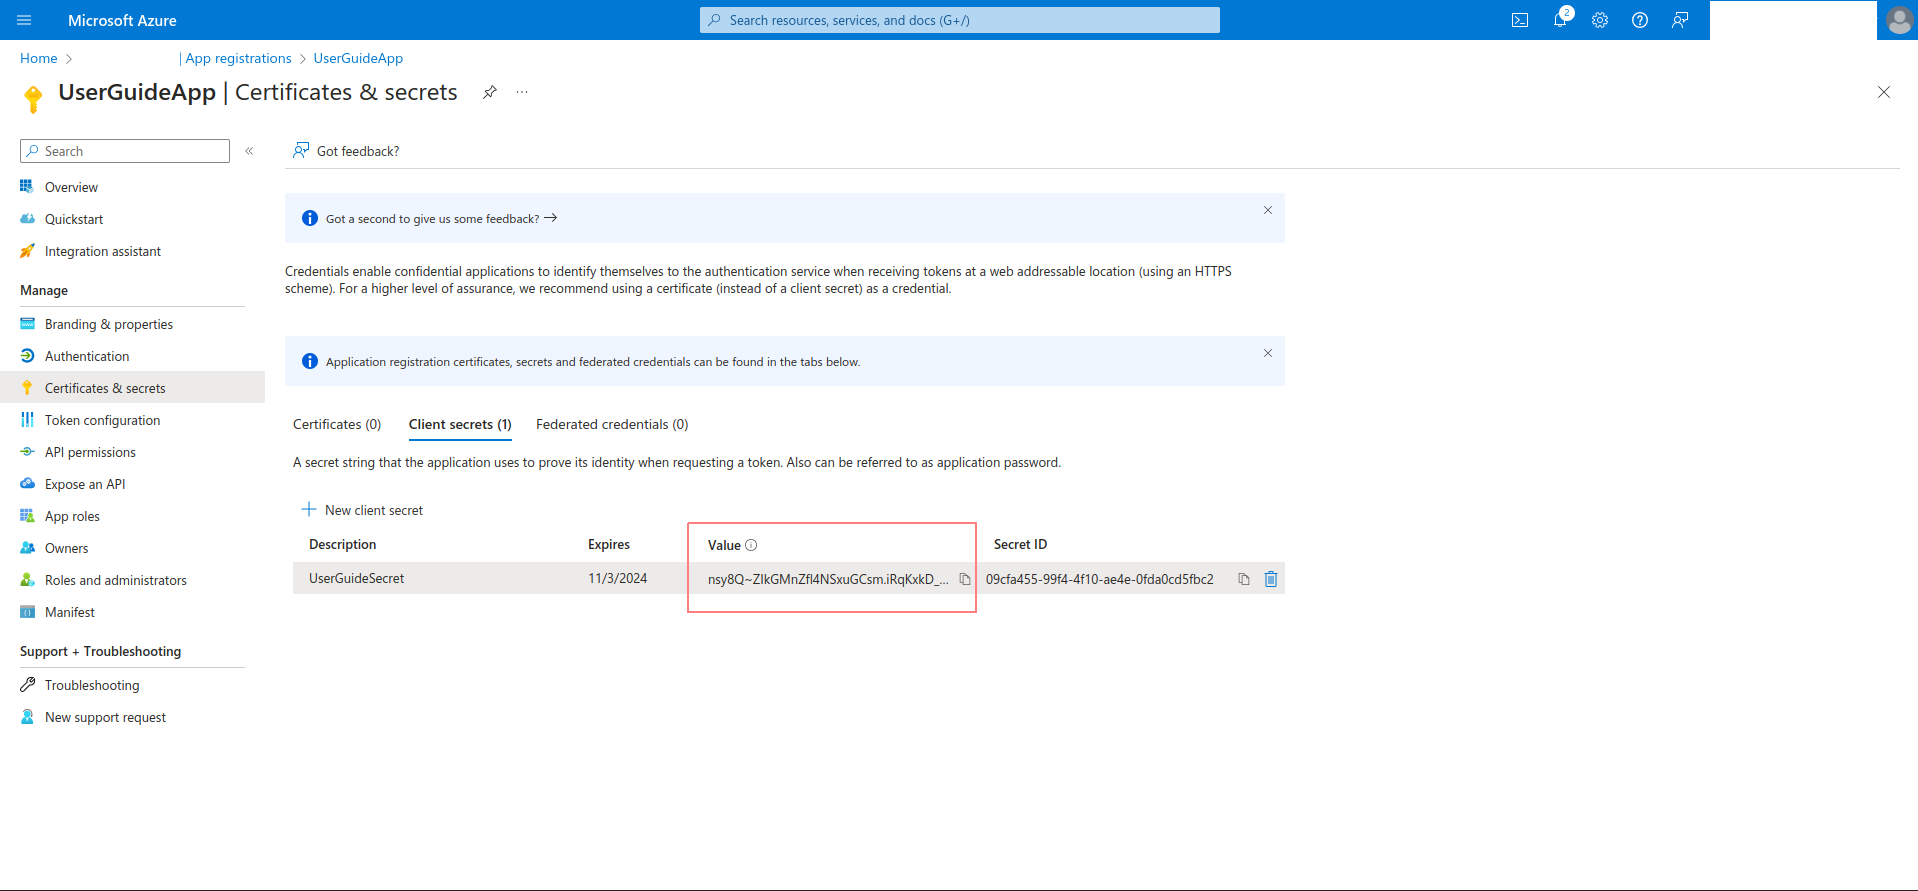 Microsoft Azure
Search resources, services, and docs (G+/)
2
Home > | App registrations > UserGuideApp
UserGuideApp | Certificates & secrets
Search
Got feedback?
Overview
Quickstart
Integration assistant
Manage
Branding & properties
Authentication
Certificates & secrets
Token configuration
API permissions
Expose an API
App roles
Owners
Roles and administrators
Manifest
Support + Troubleshooting
Troubleshooting
New support request
Got a second to give us some feedback? →
Credentials enable confidential applications to identify themselves to the authentication service when receiving tokens at a web addressable location (using an HTTPS
scheme). For a higher level of assurance, we recommend using a certificate (instead of a client secret) as a credential.
Application registration certificates, secrets and federated credentials can be found in the tabs below.
Certificates (0) Client secrets (1) Federated credentials (0)
A secret string that the application uses to prove its identity when requesting a token. Also can be referred to as application password.
New client secret
Description Expires Value Secret ID
UserGuideSecret 11/3/2024 nsy8Q~ZIkGMnZfI4NSxuGCsm.iRqKxkD_... 09cfa455-99f4-4f10-ae4e-0fda0cd5fbc2